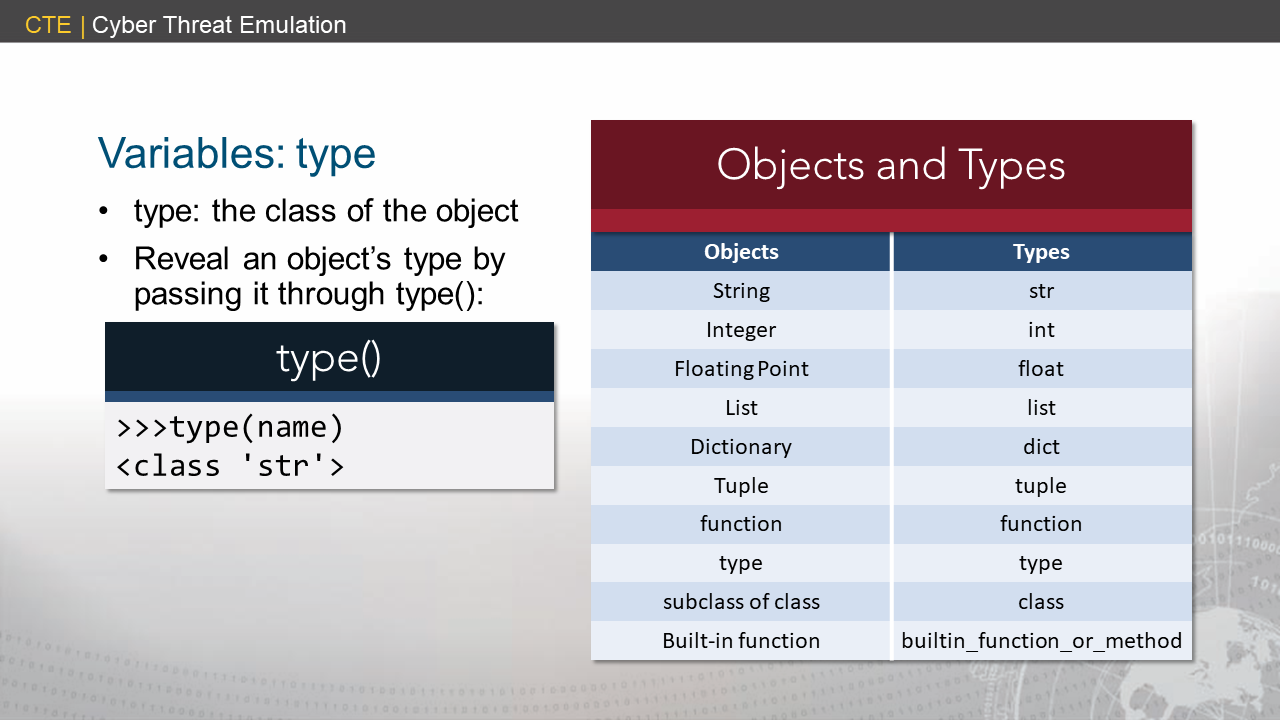 CTE | Cyber Threat Emulation
Variables: type
• type: the class of the object
• Reveal an object’s type by
passing it through type():
type()
>>>type(name)
<class 'str'>
Objects and Types
Objects Types
String str
Integer int
Floating Point float
List list
Dictionary dict
Tuple tuple
function function
type type
subclass of class class
Built-in function builtin_function_or_method